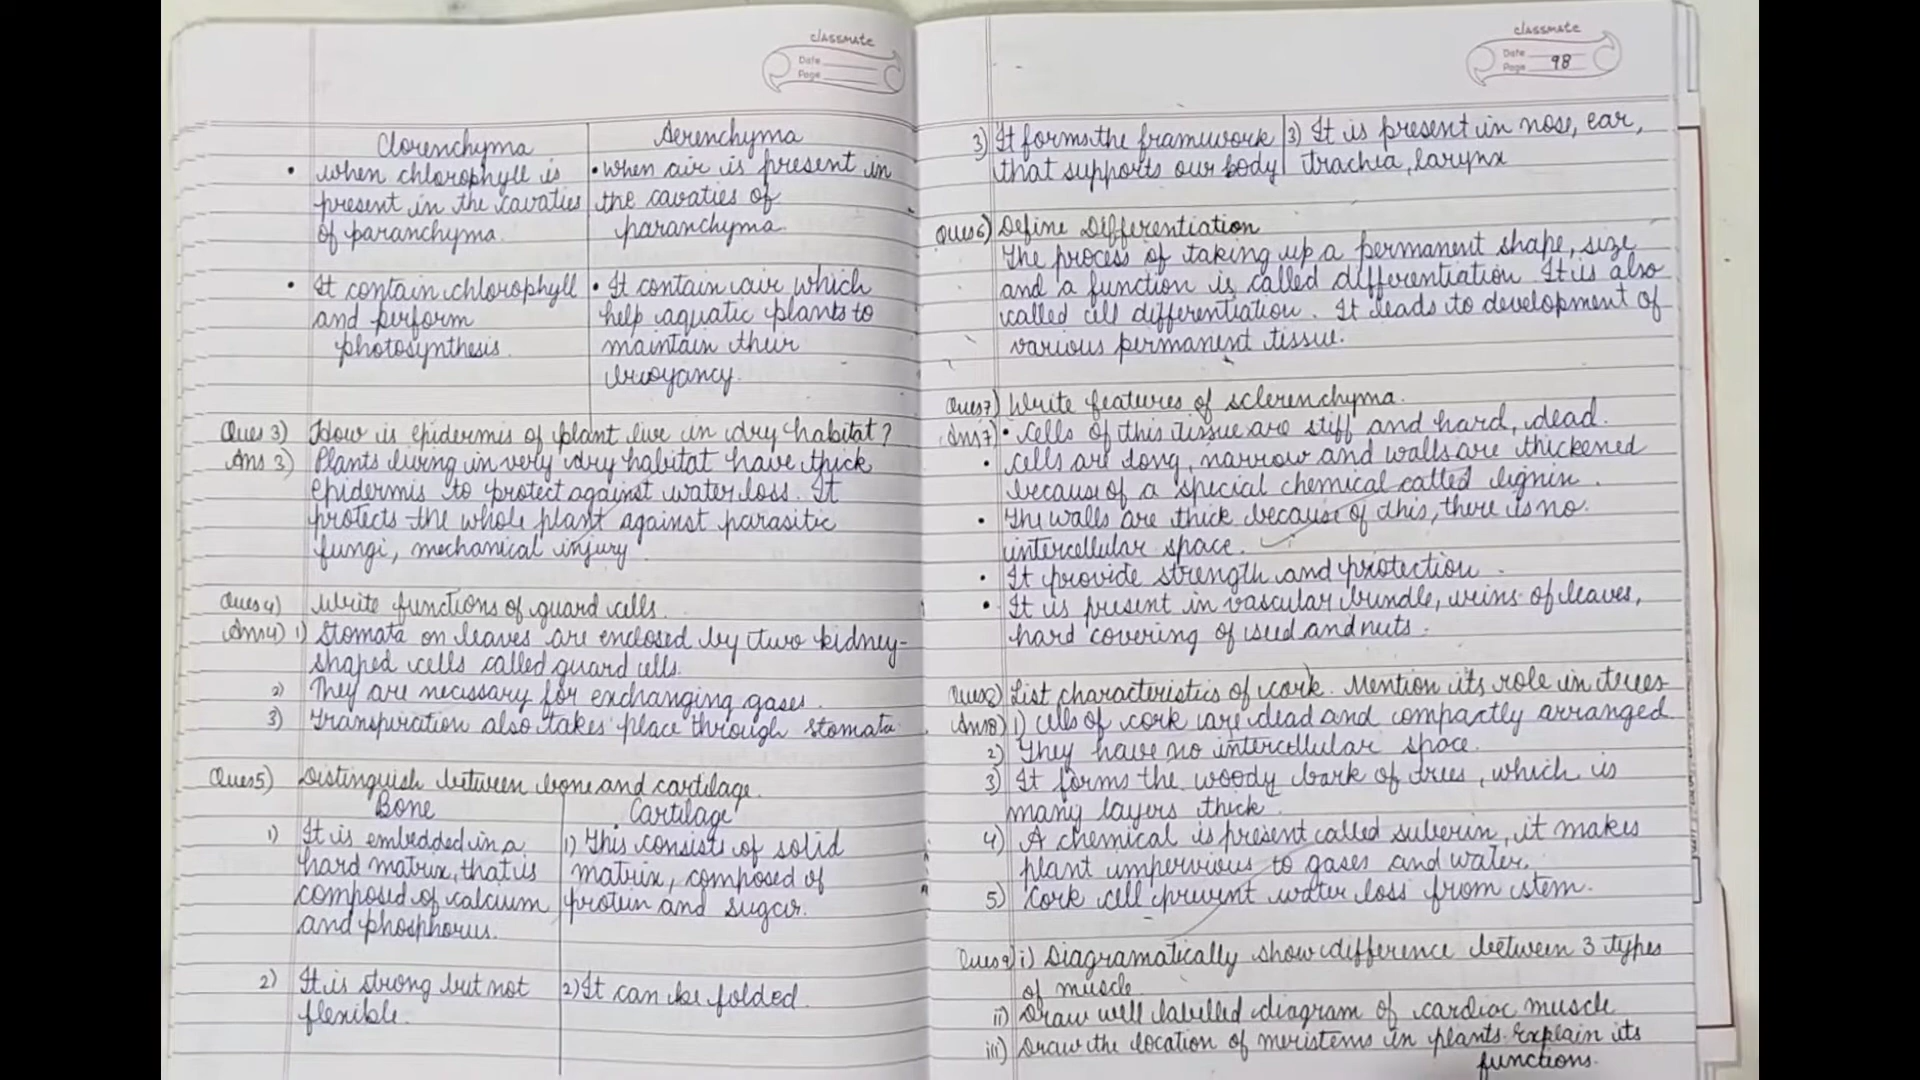 classmate
Date
Page
Clorenchyma | Aerenchyma
• when chlorophyll is | • when air is present in
present in the cavaties | the cavaties of
of paranchyma. | paranchyma.
• It contain chlorophyll | • It contain air which
and perform | help aquatic plants to
photosynthesis. | maintain their
buoyancy.
Ques 3) How is epidermis of plant live in dry habitat?
Ans 3) Plants living in very dry habitat have thick
epidermis to protect against water loss. It
protects the whole plant against parasitic
fungi, mechanical injury.
Ques 4) Write functions of guard cells.
Ans 4) 1) Stomata on leaves are enclosed by two kidney-
shaped cells called guard cells.
2) They are necessary for exchanging gases.
3) Transpiration also takes place through stomata.
Ques 5) Distinguish between bone and cartilage.
Bone | Cartilage
1) It is embedded in a | 1) This consists of solid
hard matrix, that is | matrix, composed of
composed of calcium | protein and sugar.
and phosphorus.
2) It is strong but not | 2) It can be folded.
flexible.
classmate
Date
Page 98
3) It forms the framework | 3) It is present in nose, ear,
that supports our body | trachia, larynx
Ques 6) Define Differentiation
The process of taking up a permanent shape, size
and a function is called differentiation. It is also
called cell differentiation. It leads to development of
various permanent tissue.
Ques 7) Write features of sclerenchyma.
Ans 7) • Cells of this tissue are stiff and hard, dead.
• Cells are long, narrow and walls are thickened
because of a special chemical called lignin.
• The walls are thick because of this, there is no
intercellular space.
• It provide strength and protection.
• It is present in vascular bundle, veins of leaves,
hard covering of seed and nuts.
Ques 8) List characteristics of cork. Mention its role in trees
Ans 8) 1) Cells of cork are dead and compactly arranged.
2) They have no intercellular space.
3) It forms the woody bark of trees, which is
many layers thick.
4) A chemical is present called suberin, it makes
plant impervious to gases and water.
5) Cork cell prevent water loss from stem.
Ques 9) i) Diagramatically show difference between 3 types
of muscle
ii) Draw well labelled diagram of cardiac muscle
iii) Draw the location of meristems in plants. Explain its
functions.